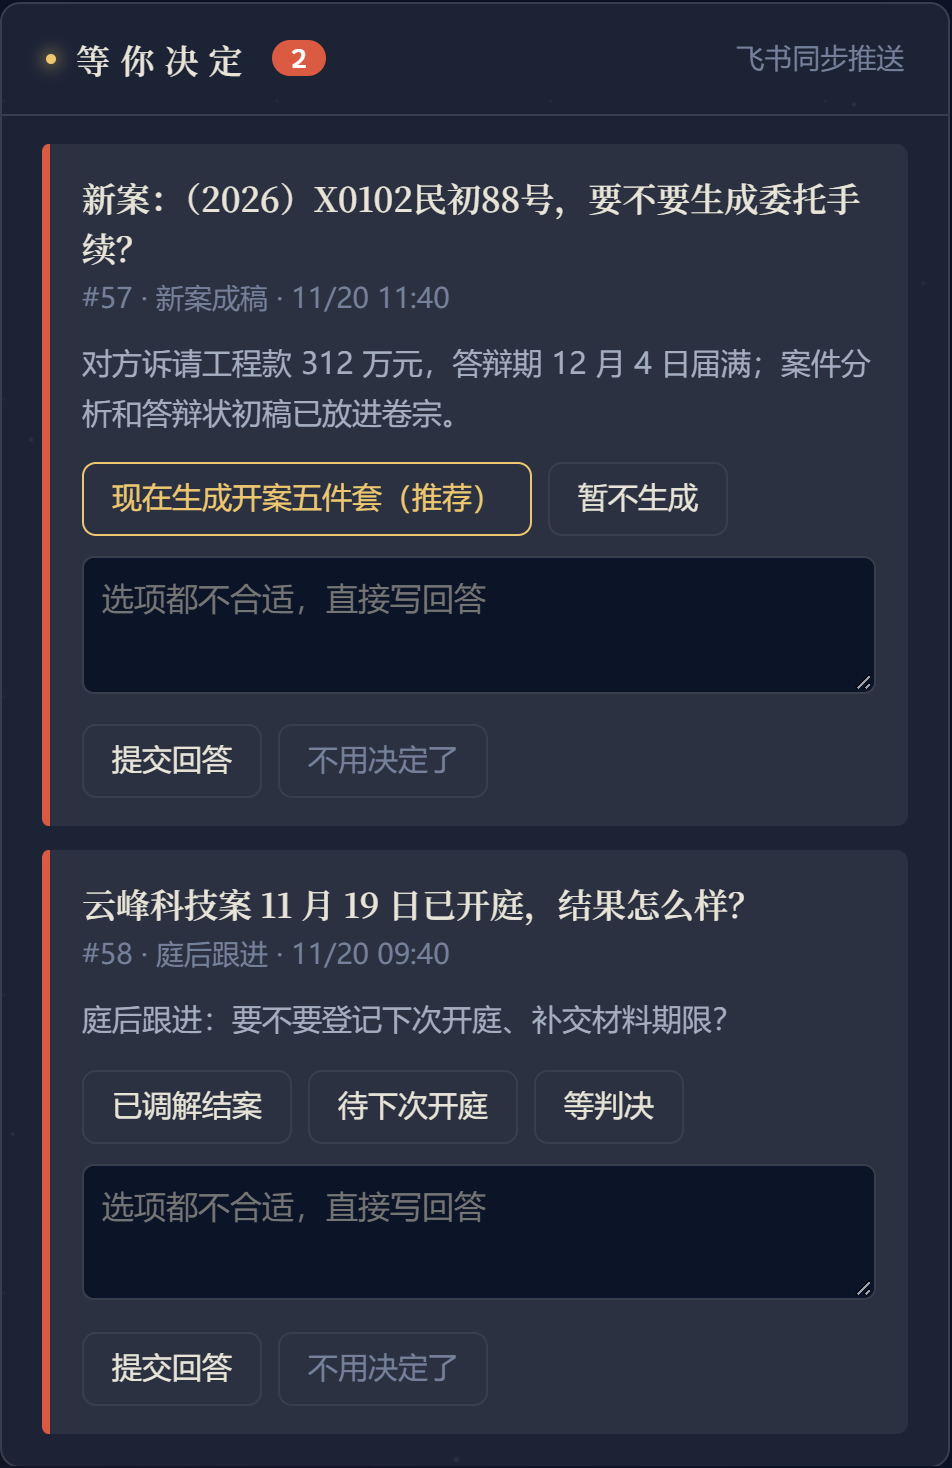 等你决定 2 飞书同步推送
新案：（2026）X0102民初88号，要不要生成委托手
续？
#57 · 新案成稿 · 11/20 11:40
对方诉请工程款 312 万元，答辩期 12 月 4 日届满；案件分
析和答辩状初稿已放进卷宗。
现在生成开案五件套（推荐） 暂不生成
选项都不合适，直接写回答
提交回答 不用决定了
云峰科技案 11 月 19 日已开庭，结果怎么样？
#58 · 庭后跟进 · 11/20 09:40
庭后跟进：要不要登记下次开庭、补交材料期限？
已调解结案 待下次开庭 等判决
选项都不合适，直接写回答
提交回答 不用决定了